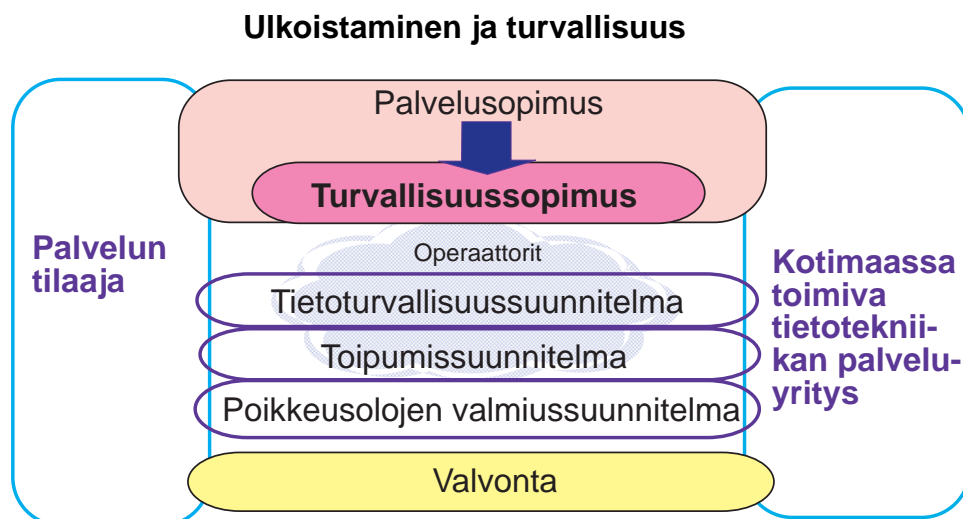 Ulkoistaminen ja turvallisuus
Palvelusopimus
Turvallisuussopimus
Palvelun
tilaaja
Operaattorit
Tietoturvallisuussuunnitelma
Toipumissuunnitelma
Poikkeusolojen valmiussuunnitelma
Kotimaassa
toimiva
tietoteknii-
kan palvelu-
yritys
Valvonta